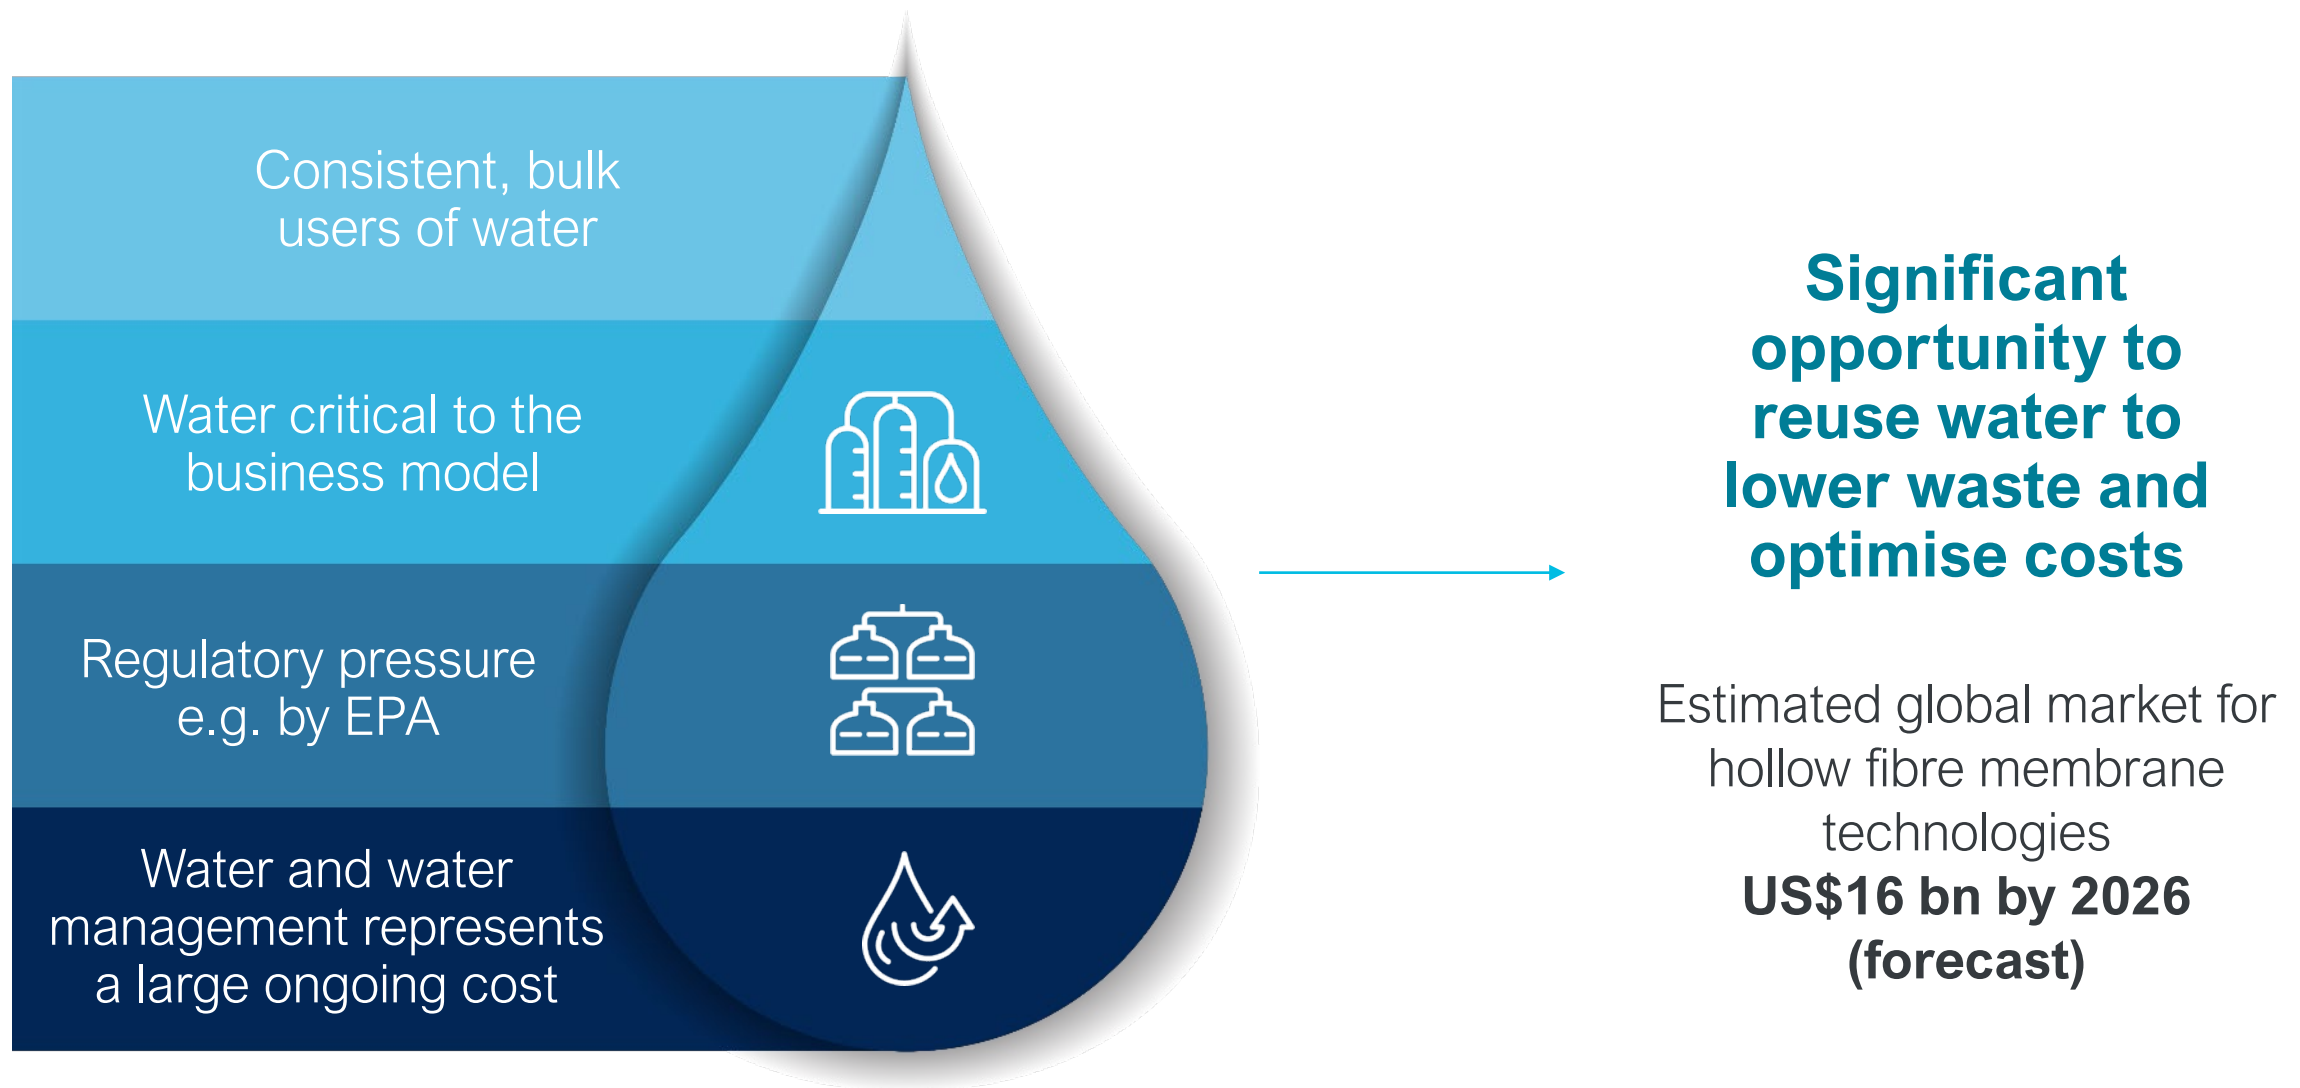 Consistent, bulk
users of water
Water critical to the
business model
Regulatory pressure
e.g. by EPA
Water and water
management represents
a large ongoing cost
Significant
opportunity to
reuse water to
lower waste and
optimise costs
Estimated global market for
hollow fibre membrane
technologies
US$16 bn by 2026
(forecast)